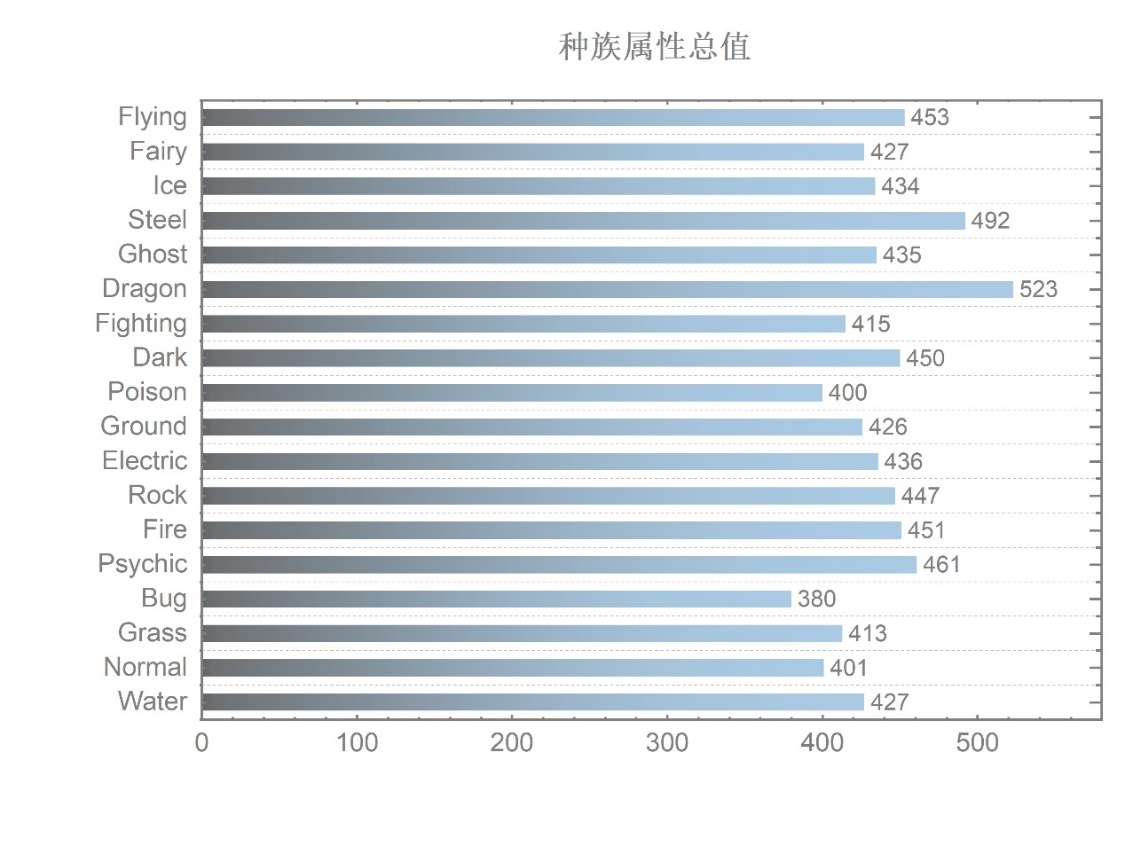 种族属性总值
Flying 453
Fairy 427
Ice 434
Steel 492
Ghost 435
Dragon 523
Fighting 415
Dark 450
Poison 400
Ground 426
Electric 436
Rock 447
Fire 451
Psychic 461
Bug 380
Grass 413
Normal 401
Water 427
0 100 200 300 400 500